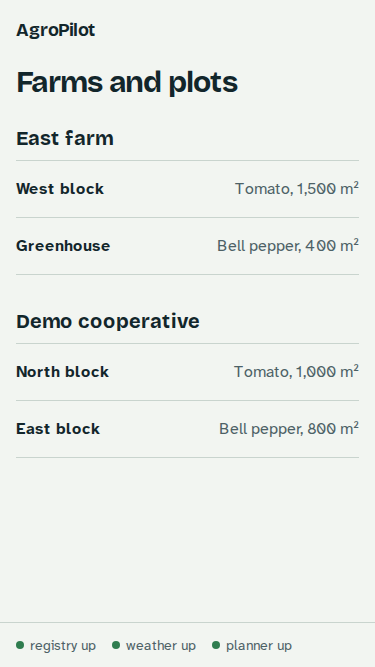 AgroPilot
Farms and plots
East farm
West block Tomato, 1,500 m²
Greenhouse Bell pepper, 400 m²
Demo cooperative
North block Tomato, 1,000 m²
East block Bell pepper, 800 m²
registry up weather up planner up